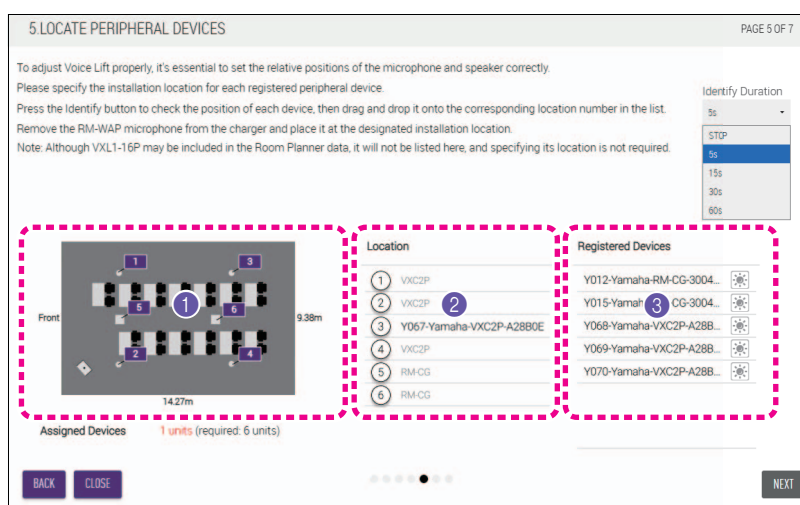 5.LOCATE PERIPHERAL DEVICES
PAGE 5 OF 7
To adjust Voice Lift properly, it's essential to set the relative positions of the microphone and speaker correctly.
Please specify the installation location for each registered peripheral device.
Press the Identify button to check the position of each device, then drag and drop it onto the corresponding location number in the list.
Remove the RM-WAP microphone from the charger and place it at the designated installation location.
Note: Although VXL1-16P may be included in the Room Planner data, it will not be listed here, and specifying its location is not required.
Identify Duration
5s
STOP
5s
15s
30s
60s
1
3
5
6
2
4
1
Front
9.38m
14.27m
Assigned Devices 1 units (required: 6 units)
Location
1 VXC2P
2 VXC2P
3 Y067-Yamaha-VXC2P-A28B0E
4 VXC2P
5 RM-CG
6 RM-CG
2
Registered Devices
Y012-Yamaha-RM-CG-3004...
Y015-Yamah CG-3004...
Y068-Yamaha-VXC2P-A28B...
Y069-Yamaha-VXC2P-A28B...
Y070-Yamaha-VXC2P-A28B...
3
BACK
CLOSE
NEXT